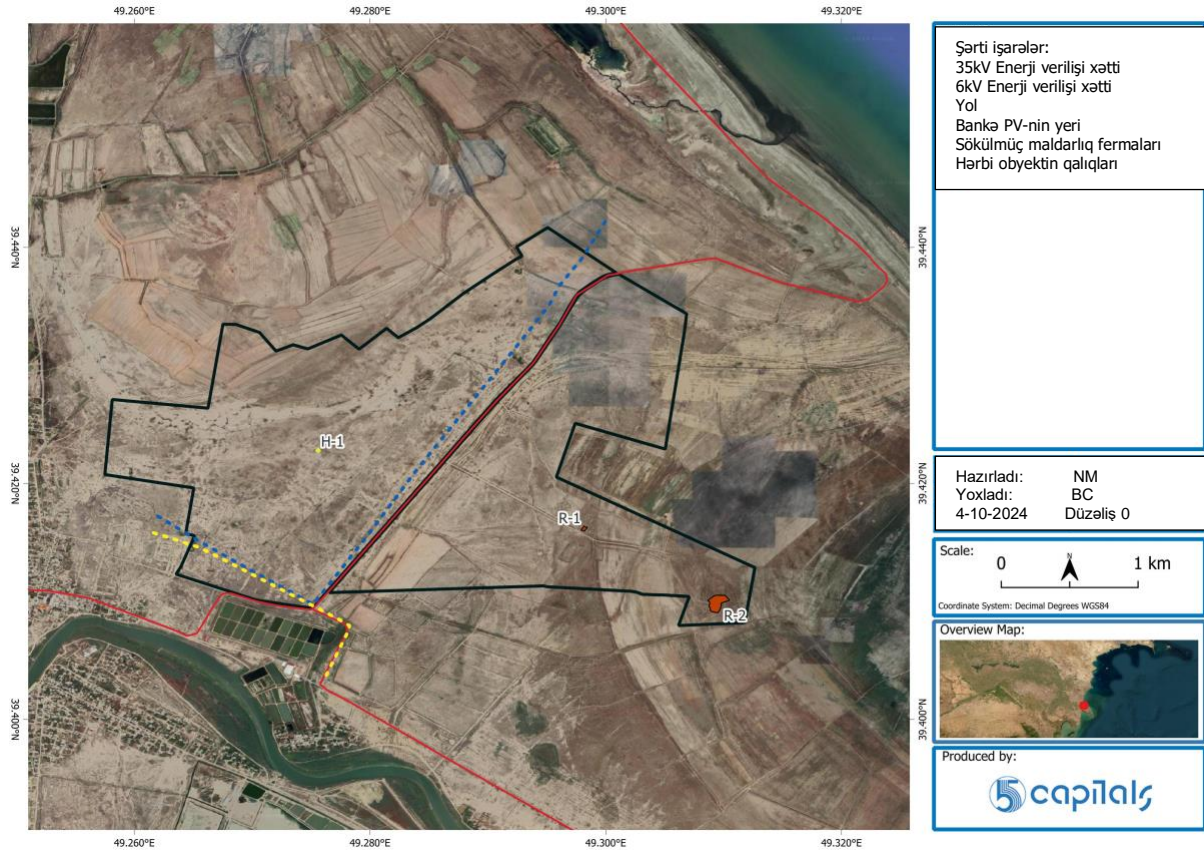 49.260°E
49.280°E
49.300°E
49.320°E
39.440°N
39.440°N
39.420°N
39.420°N
39.400°N
39.400°N
H-1
R-1
R-2
49.260°E
49.280°E
49.300°E
49.320°E
Şərti işarələr:
35kV Enerji verilişi xətti
6kV Enerji verilişi xətti
Yol
Bankə PV-nin yeri
Sökülmüç maldarlıq fermaları
Hərbi obyektin qalıqları
Hazırladı: NM
Yoxladı: BC
4-10-2024 Düzəliş 0
Scale:
0 N 1 km
Coordinate System: Decimal Degrees WGS84
Overview Map:
Produced by:
5 capitals